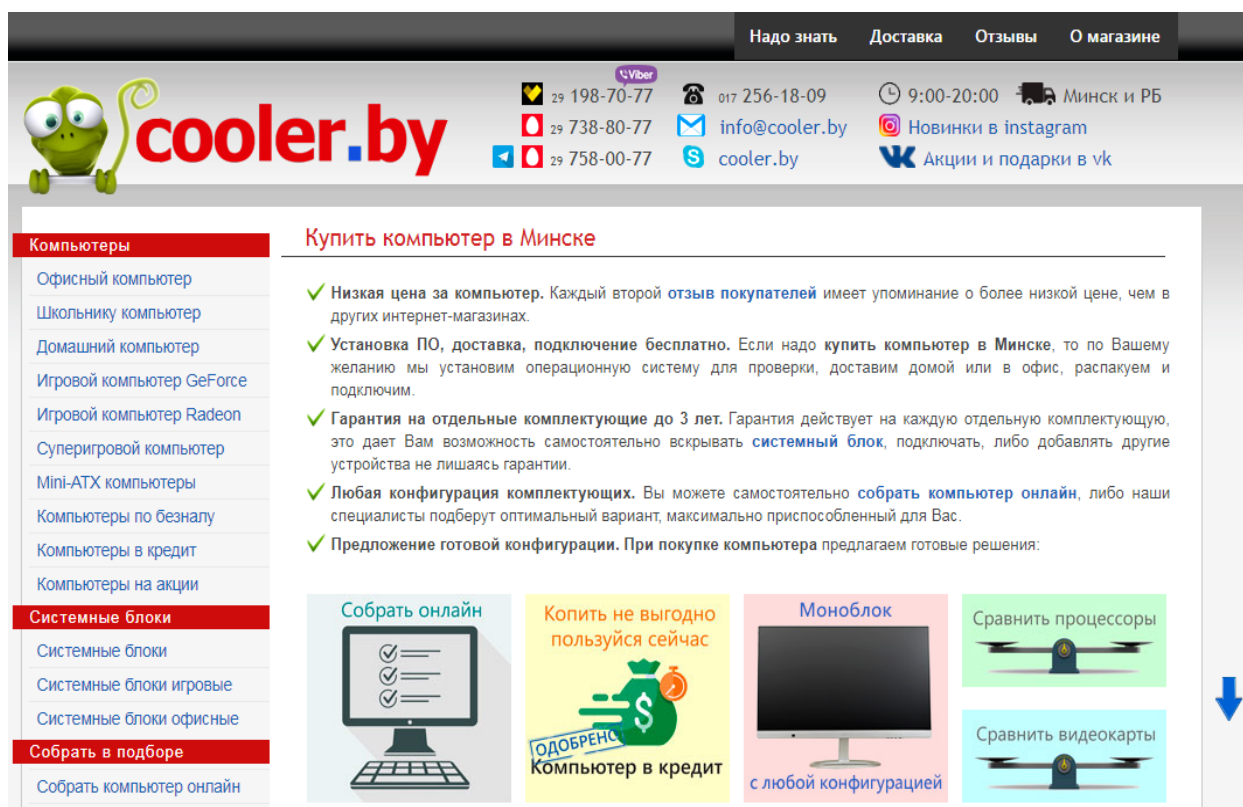 Надо знать Доставка Отзывы О магазине
cooler.by
Viber
29 198-70-77
29 738-80-77
29 758-00-77
017 256-18-09
info@cooler.by
cooler.by
9:00-20:00 Минск и РБ
Новинки в instagram
Акции и подарки в vk
Компьютеры
Офисный компьютер
Школьнику компьютер
Домашний компьютер
Игровой компьютер GeForce
Игровой компьютер Radeon
Суперигровой компьютер
Mini-ATX компьютеры
Компьютеры по безналу
Компьютеры в кредит
Компьютеры на акции
Системные блоки
Системные блоки
Системные блоки игровые
Системные блоки офисные
Собрать в подборе
Собрать компьютер онлайн
Купить компьютер в Минске
Низкая цена за компьютер. Каждый второй отзыв покупателей имеет упоминание о более низкой цене, чем в
других интернет-магазинах.
Установка ПО, доставка, подключение бесплатно. Если надо купить компьютер в Минске, то по Вашему
желанию мы установим операционную систему для проверки, доставим домой или в офис, распакуем и
подключим.
Гарантия на отдельные комплектующие до 3 лет. Гарантия действует на каждую отдельную комплектующую,
это дает Вам возможность самостоятельно вскрывать системный блок, подключать, либо добавлять другие
устройства не лишаясь гарантии.
Любая конфигурация комплектующих. Вы можете самостоятельно собрать компьютер онлайн, либо наши
специалисты подберут оптимальный вариант, максимально приспособленный для Вас.
Предложение готовой конфигурации. При покупке компьютера предлагаем готовые решения:
Собрать онлайн
Копить не выгодно
пользуйся сейчас
$
ОДОБРЕНО
Компьютер в кредит
Моноблок
с любой конфигурацией
Сравнить процессоры
Сравнить видеокарты